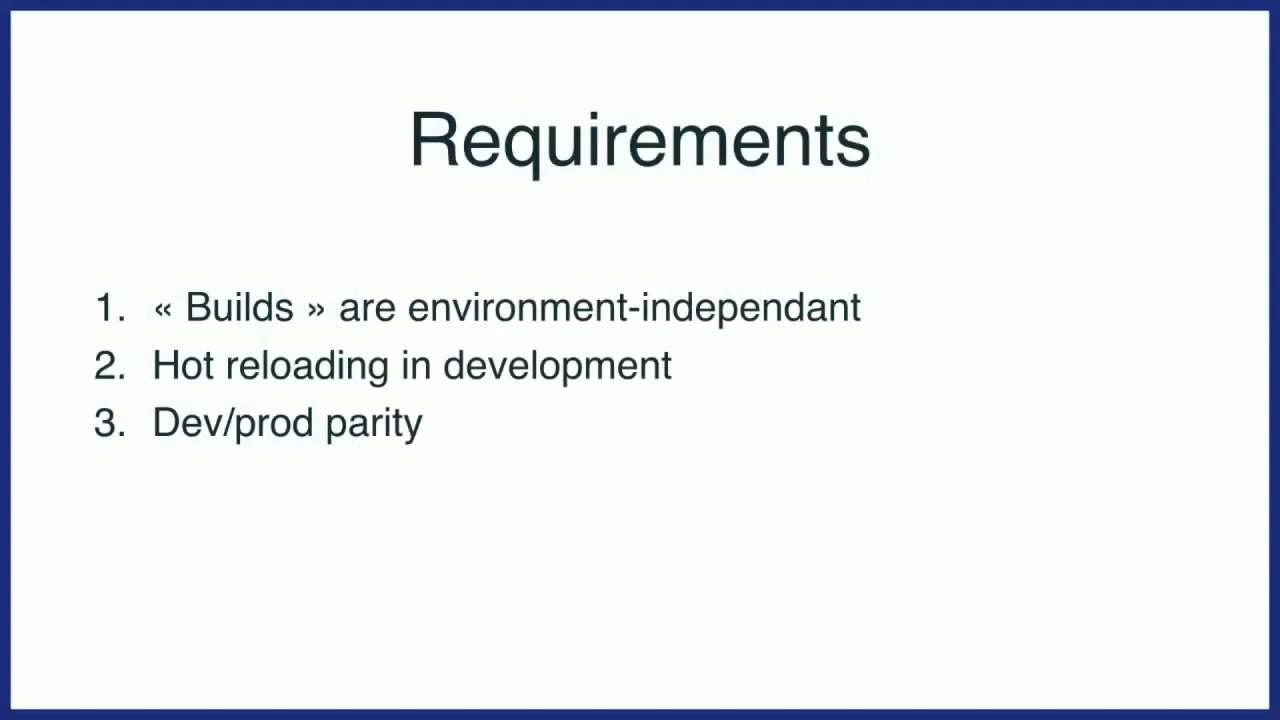 Requirements
1. « Builds » are environment-independant
2. Hot reloading in development
3. Dev/prod parity